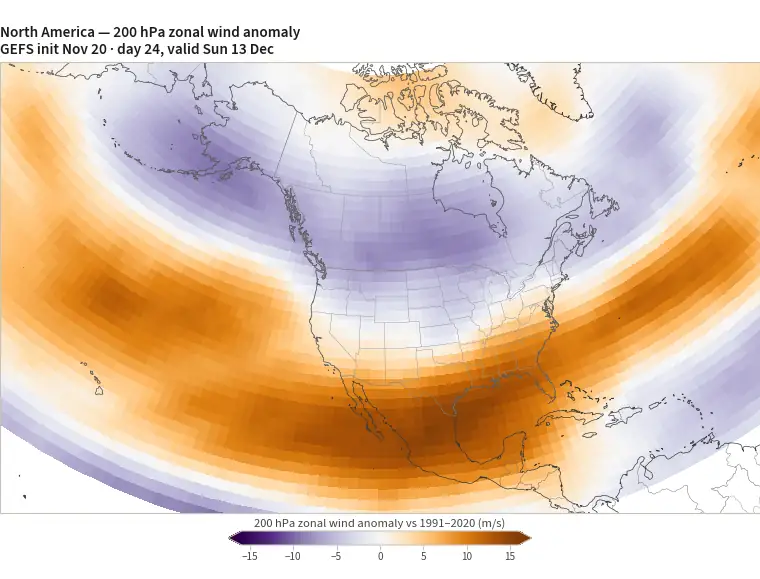 North America — 200 hPa zonal wind anomaly
GEFS init Nov 20 · day 24, valid Sun 13 Dec
200 hPa zonal wind anomaly vs 1991–2020 (m/s)
−15 −10 −5 0 5 10 15